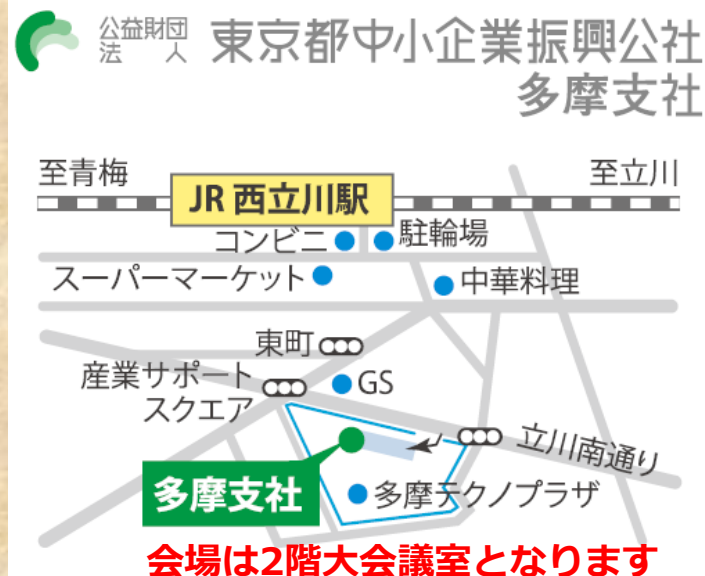 公益財団
法人
東京都中小企業振興公社
多摩支社
至青梅
至立川
JR 西立川駅
コンビニ
駐輪場
スーパーマーケット
中華料理
東町
産業サポート
スクエア
GS
立川南通り
多摩支社
多摩テクノプラザ
会場は2階大会議室となります